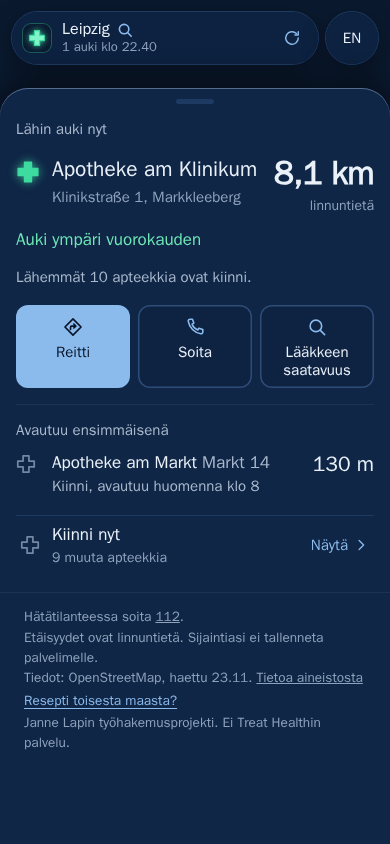 Leipzig
1 auki klo 22.40
EN
Lähin auki nyt
Apotheke am Klinikum
8,1 km
Klinikstraße 1, Markkleeberg
linnuntietä
Auki ympäri vuorokauden
Lähemmät 10 apteekkia ovat kiinni.
Reitti
Soita
Lääkkeen
saatavuus
Avautuu ensimmäisenä
Apotheke am Markt Markt 14
130 m
Kiinni, avautuu huomenna klo 8
Kiinni nyt
9 muuta apteekkia
Näytä
Hätätilanteessa soita 112.
Etäisyydet ovat linnuntietä. Sijaintiasi ei tallenneta
palvelimelle.
Tiedot: OpenStreetMap, haettu 23.11. Tietoa aineistosta
Resepti toisesta maasta?
Janne Lapin työhakemusprojekti. Ei Treat Healthin
palvelu.